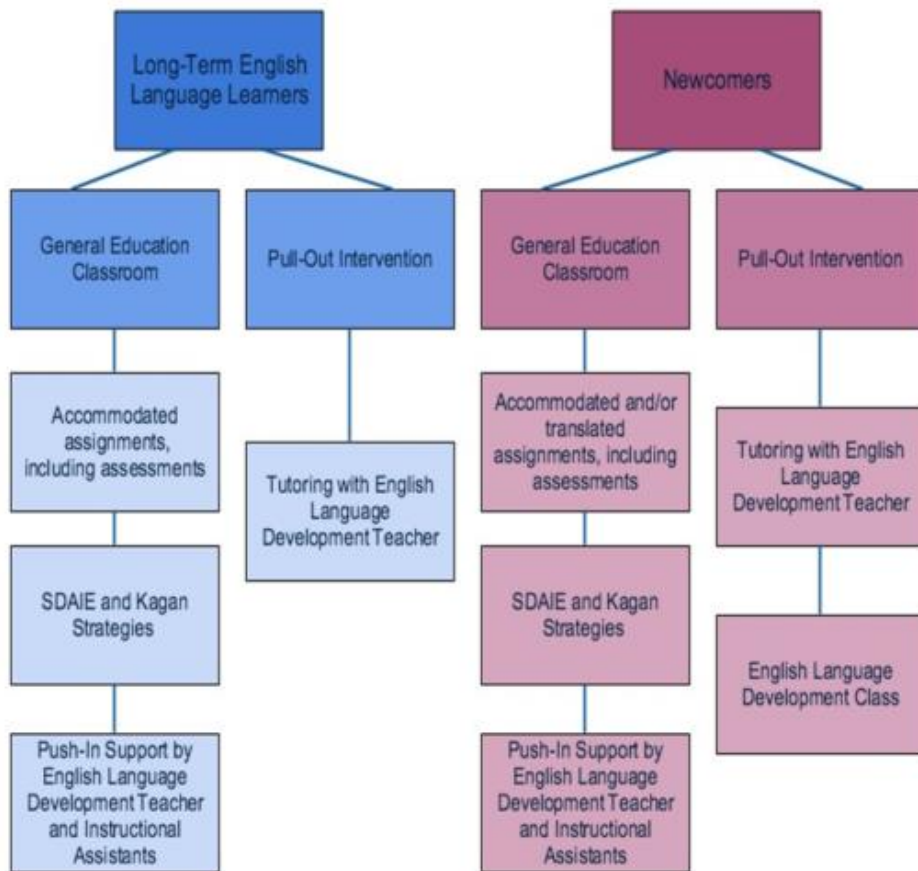 Long-Term English
Language Learners
Newcomers
General Education
Classroom
Pull-Out Intervention
General Education
Classroom
Pull-Out Intervention
Accommodated
assignments,
including assessments
Tutoring with English
Language
Development Teacher
Accommodated and/or
translated
assignments, including
assessments
Tutoring with English
Language
Development Teacher
SDAIE and Kagan
Strategies
SDAIE and Kagan
Strategies
English Language
Development Class
Push-In Support by
English Language
Development Teacher
and Instructional
Assistants
Push-In Support by
English Language
Development Teacher
and Instructional
Assistants